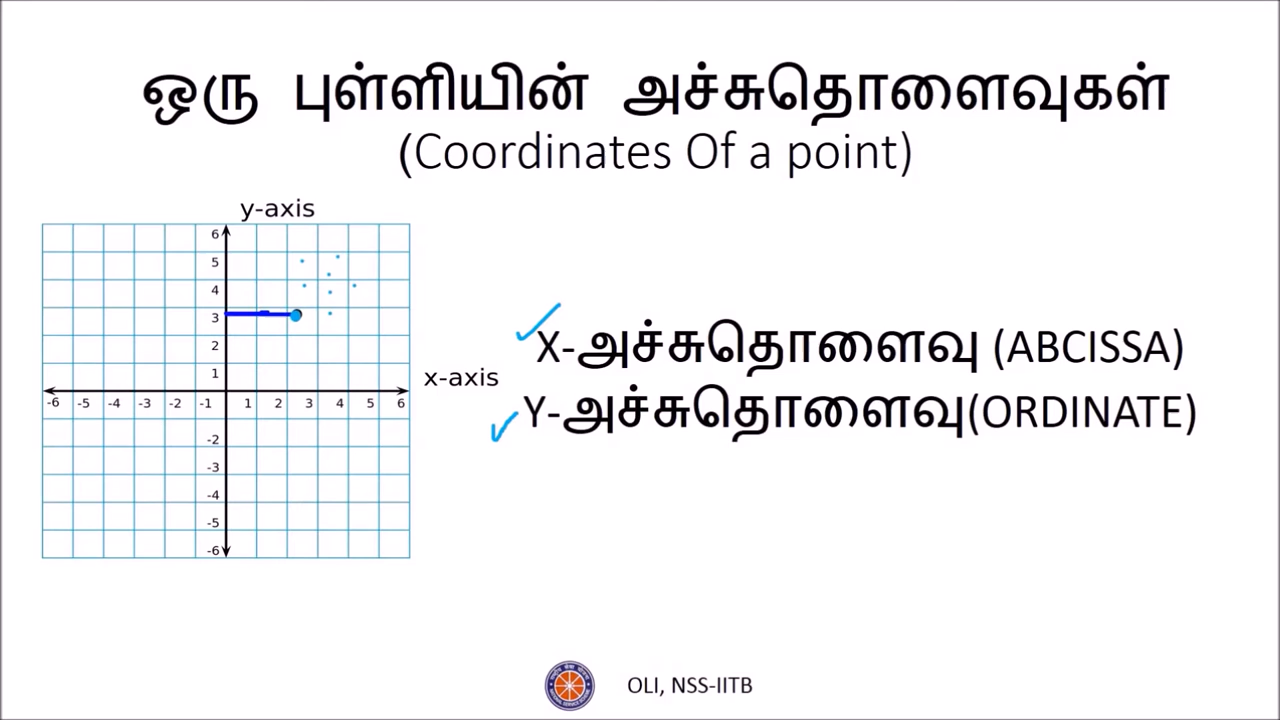 ஒரு புள்ளியின் அச்சுதொளைவுகள்
(Coordinates Of a point)
y-axis
6
5
4
3
2
1
x-axis
-6 -5 -4 -3 -2 -1 1 2 3 4 5 6
-2
-3
-4
-5
-6
X-அச்சுதொளைவு (ABCISSA)
Y-அச்சுதொளைவு(ORDINATE)
OLI, NSS-IITB